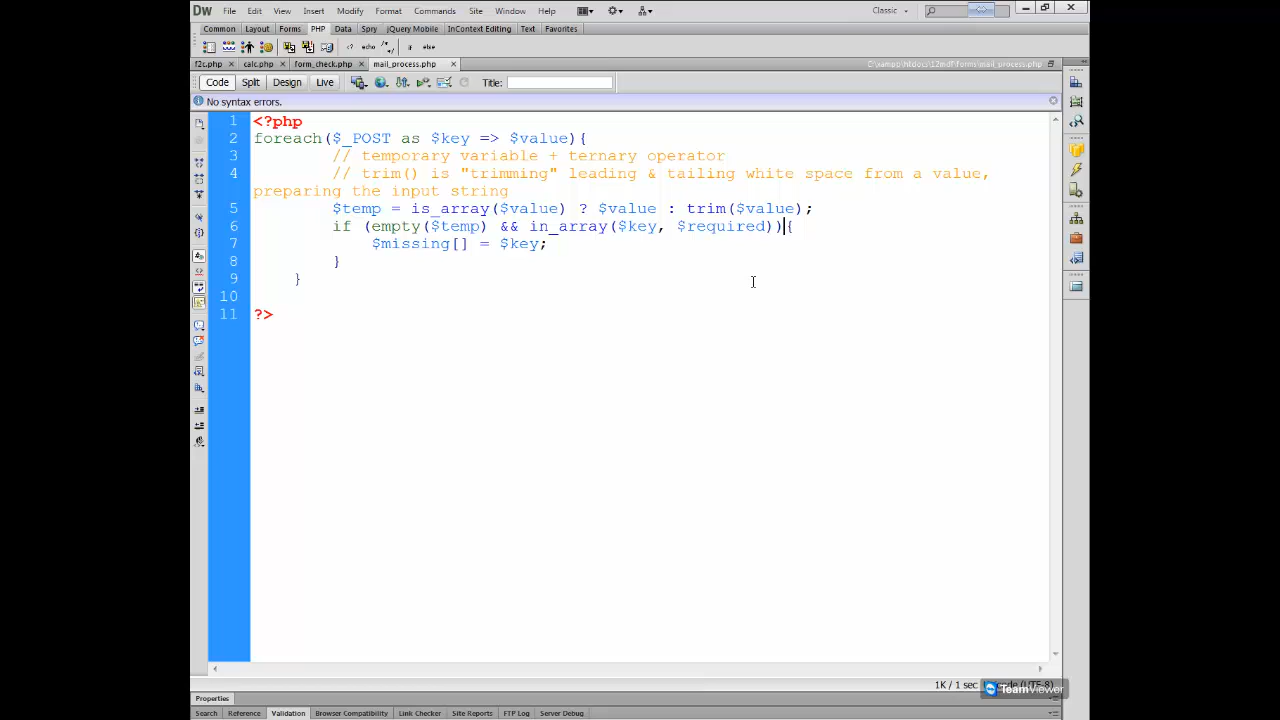 Dw File Edit View Insert Modify Format Commands Site Window Help Classic
Common Layout Forms PHP Data Spry jQuery Mobile InContext Editing Text Favorites
<? echo /* */ if else
f2c.php × calc.php × form_check.php × mail_process.php ×
Code Split Design Live Title:
No syntax errors.
1 <?php
2 foreach($_POST as $key => $value){
3 // temporary variable + ternary operator
4 // trim() is "trimming" leading & tailing white space from a value,
preparing the input string
5 $temp = is_array($value) ? $value : trim($value);
6 if (empty($temp) && in_array($key, $required)){
7 $missing[] = $key;
8 }
9 }
10
11 ?>
1K / 1 sec
TeamViewer
Properties
Search Reference Validation Browser Compatibility Link Checker Site Reports FTP Log Server Debug